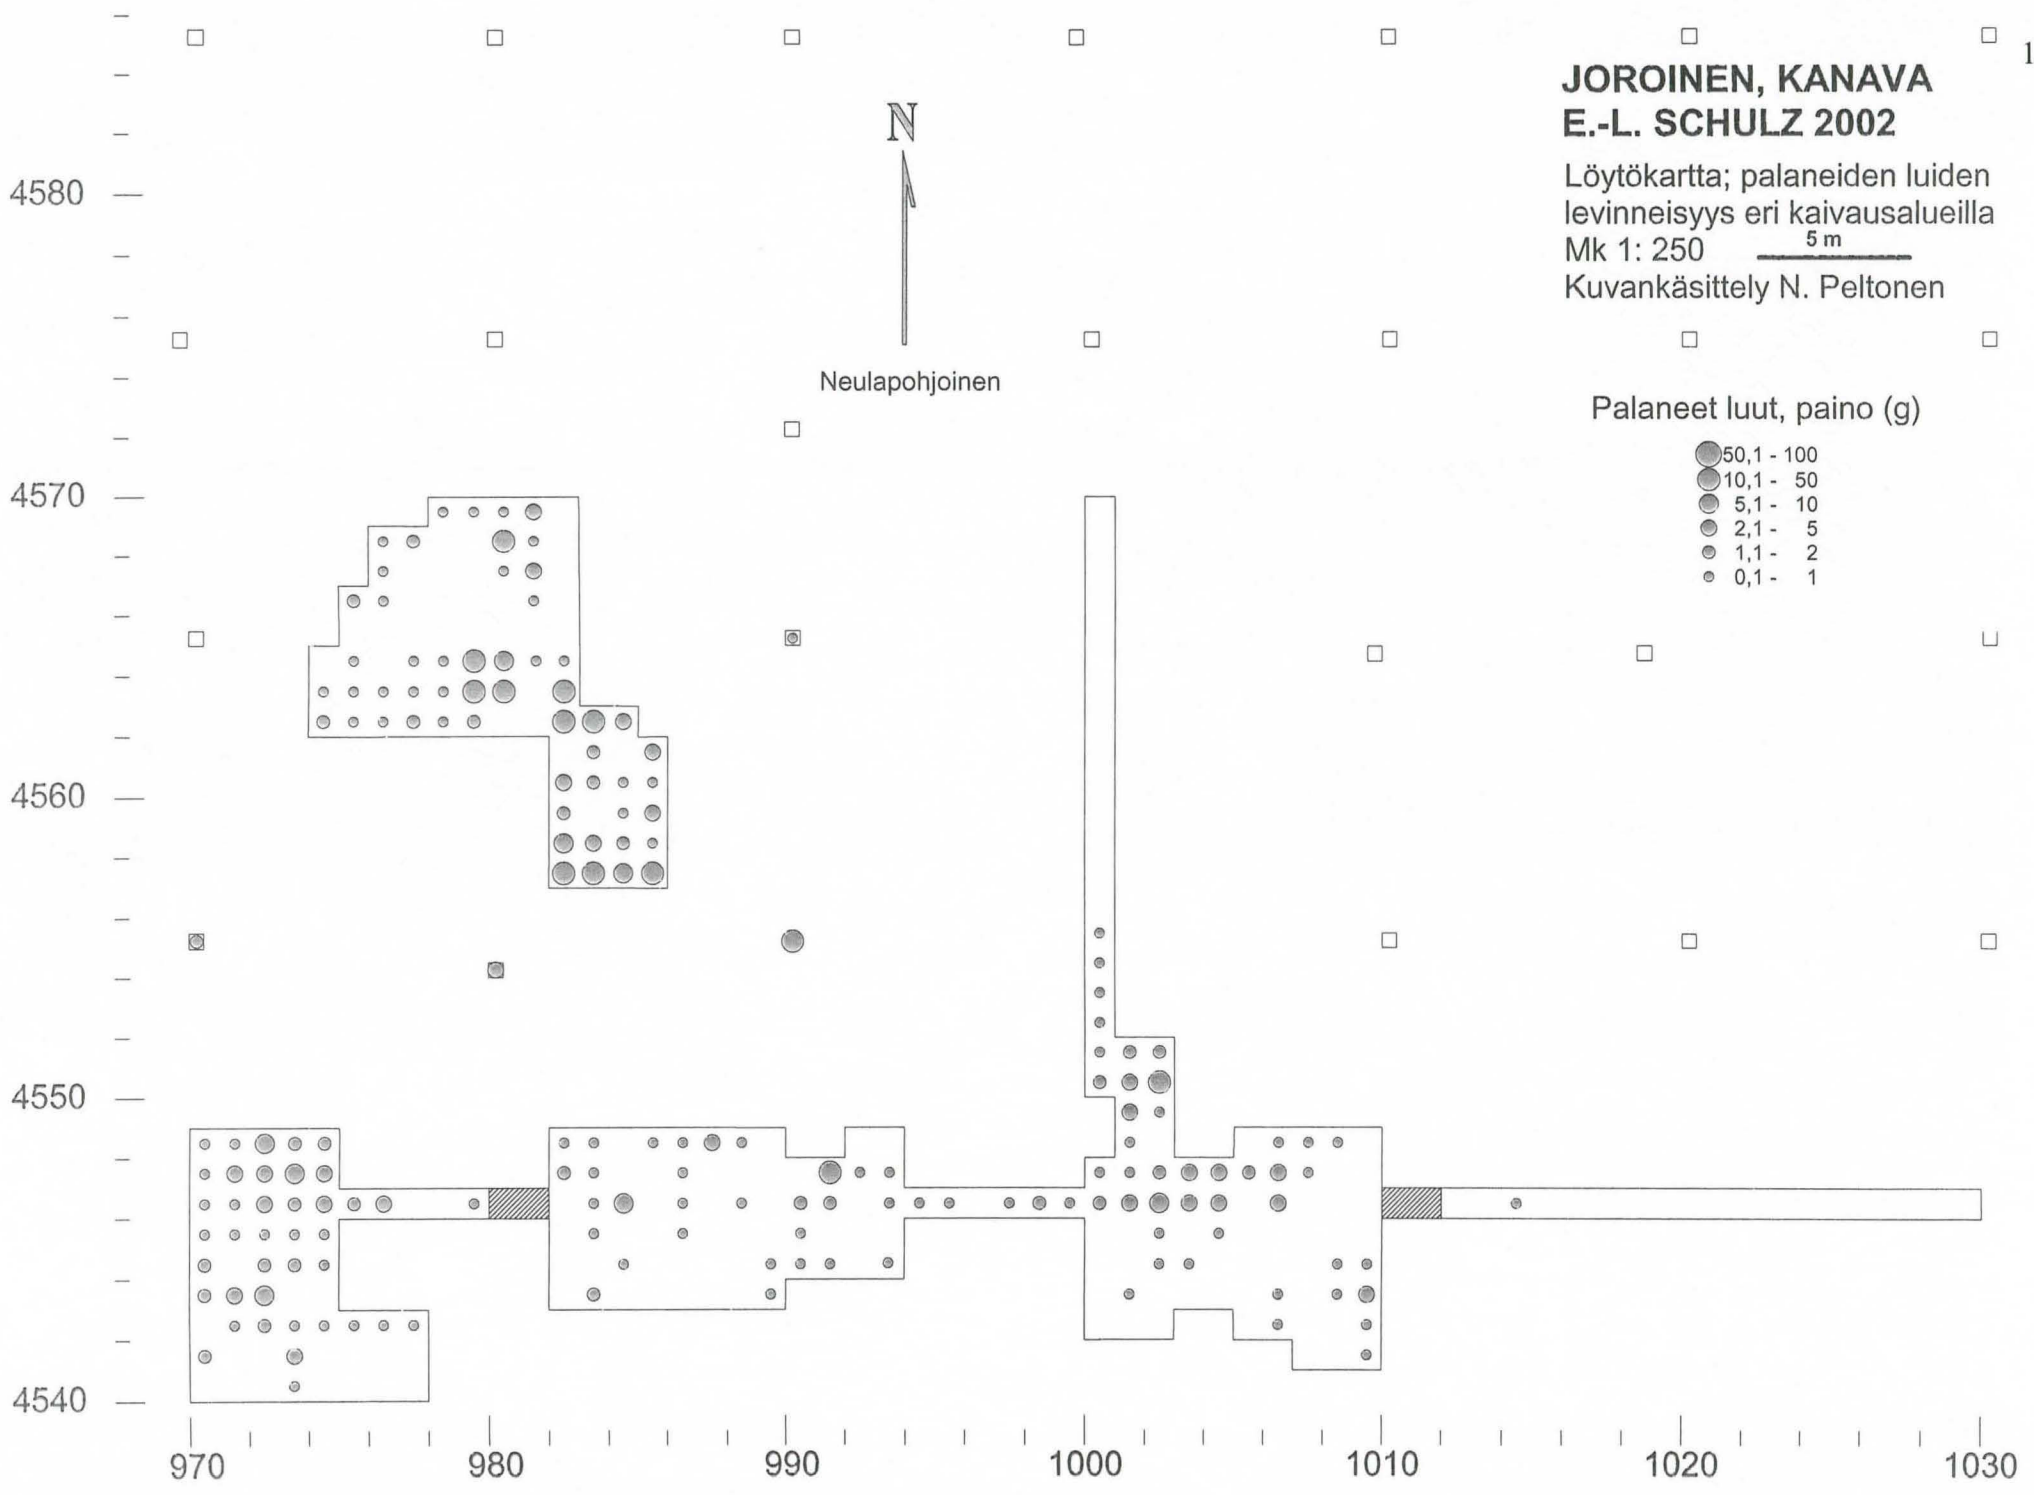 1
JOROINEN, KANAVA
E.-L. SCHULZ 2002
Löytökartta; palaneiden luiden
levinneisyys eri kaivausalueilla
Mk 1: 250 5 m
Kuvankäsittely N. Peltonen
N
Neulapohjoinen
Palaneet luut, paino (g)
50,1 - 100
10,1 - 50
5,1 - 10
2,1 - 5
1,1 - 2
0,1 - 1
4580
4570
4560
4550
4540
970 980 990 1000 1010 1020 1030